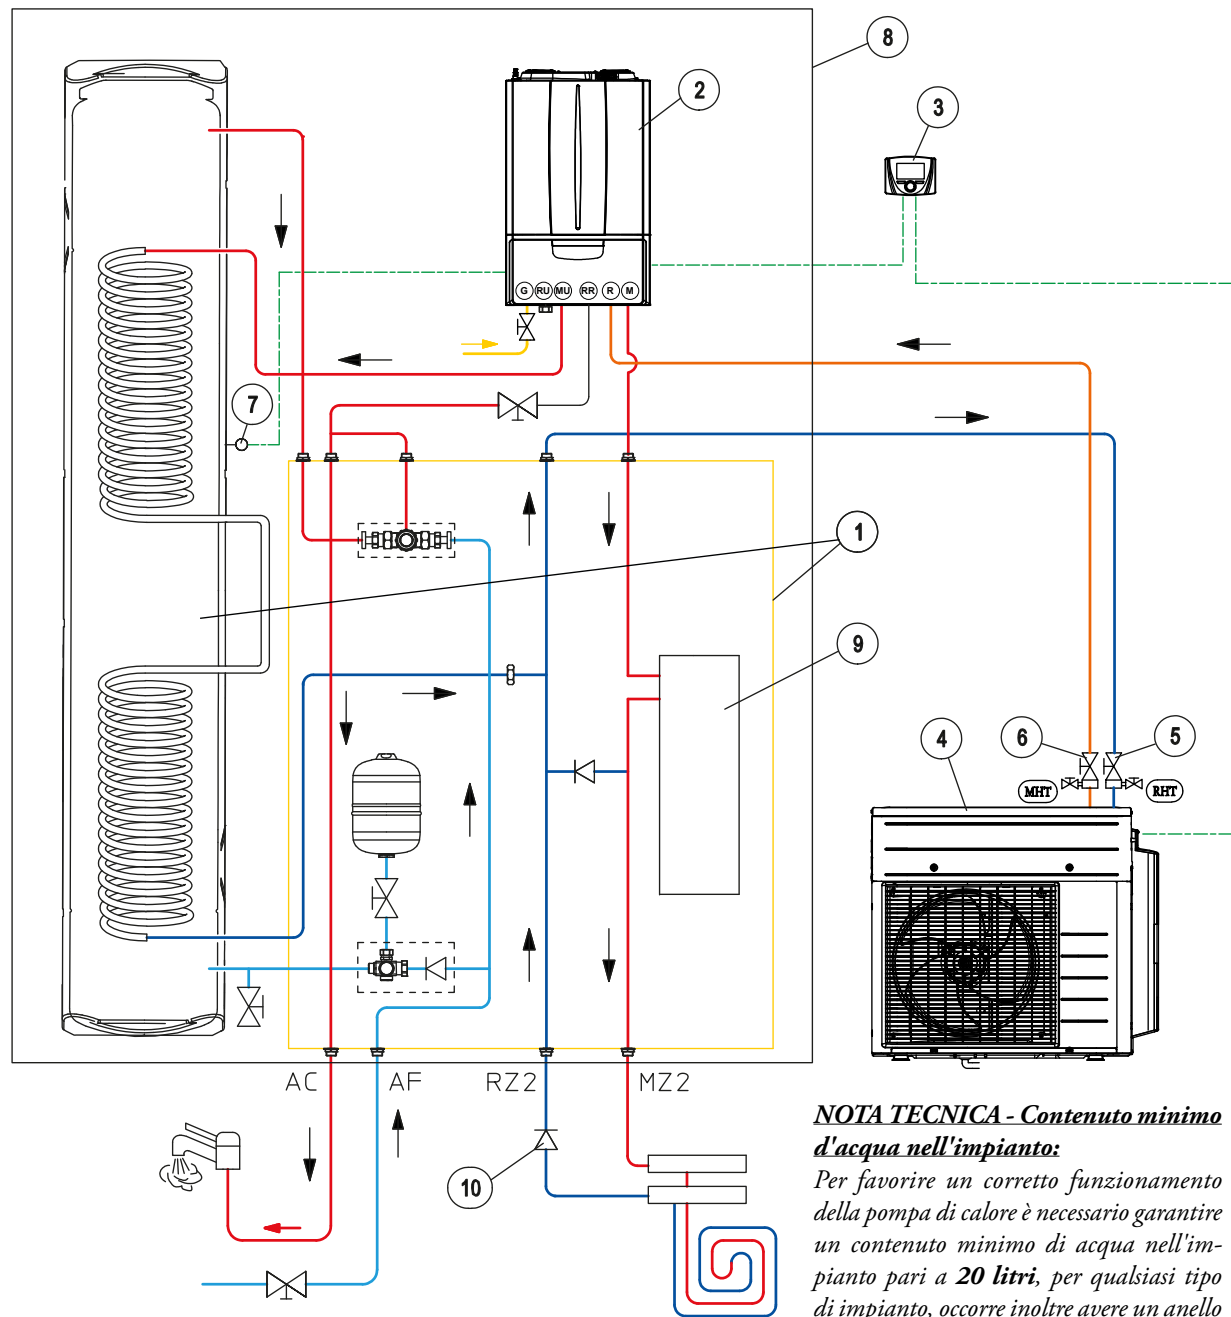 8
2
3
G RU MU RR R M
7
1
9
6
5
4
MHT
RHT
AC
AF
RZ2
MZ2
10
NOTA TECNICA - Contenuto minimo
d'acqua nell'impianto:
Per favorire un corretto funzionamento
della pompa di calore è necessario garantire
un contenuto minimo di acqua nell'im-
pianto pari a 20 litri, per qualsiasi tipo
di impianto, occorre inoltre avere un anello